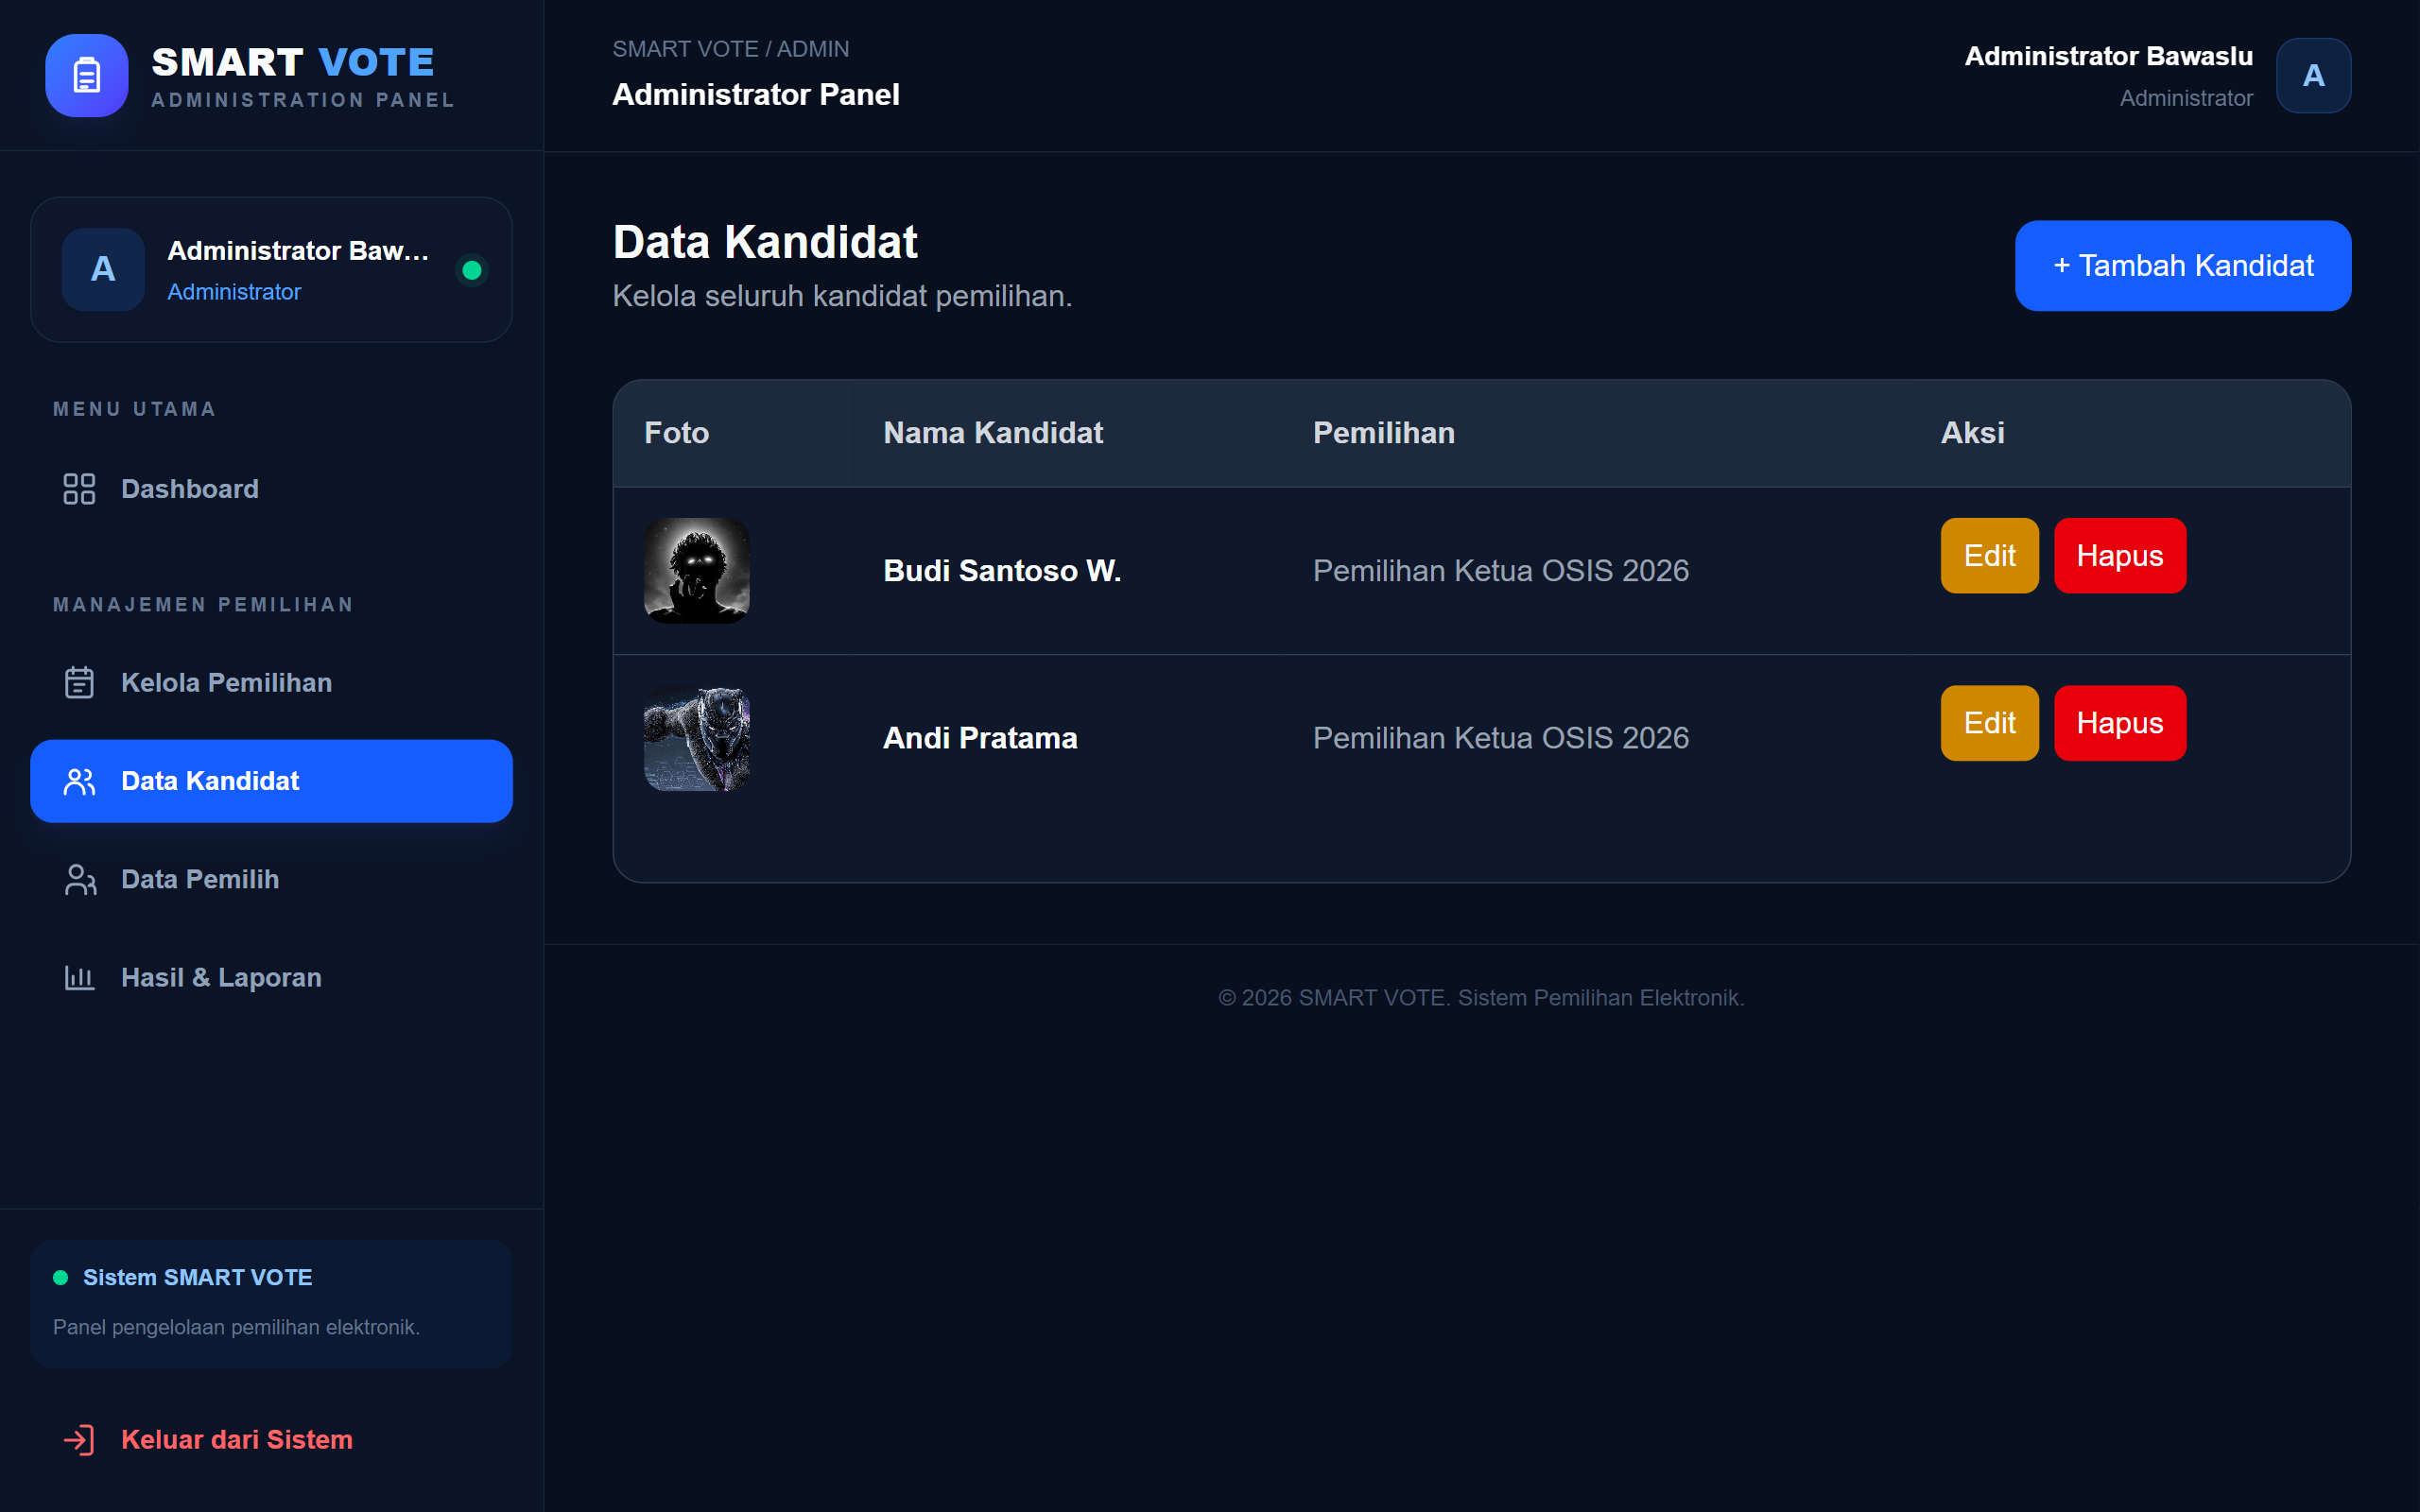 SMART VOTE
ADMINISTRATION PANEL
A
Administrator Baw...
Administrator
MENU UTAMA
Dashboard
MANAJEMEN PEMILIHAN
Kelola Pemilihan
Data Kandidat
Data Pemilih
Hasil & Laporan
Sistem SMART VOTE
Panel pengelolaan pemilihan elektronik.
Keluar dari Sistem
SMART VOTE / ADMIN
Administrator Panel
Administrator Bawaslu
Administrator
A
Data Kandidat
Kelola seluruh kandidat pemilihan.
+ Tambah Kandidat
Foto Nama Kandidat Pemilihan Aksi
Budi Santoso W. Pemilihan Ketua OSIS 2026 Edit Hapus
Andi Pratama Pemilihan Ketua OSIS 2026 Edit Hapus
© 2026 SMART VOTE. Sistem Pemilihan Elektronik.